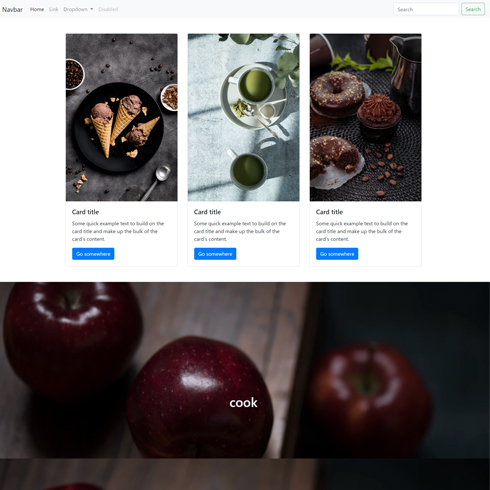 Navbar Home Link Dropdown Disabled Search Search
Card title Card title Card title
Some quick example text to build on the Some quick example text to build on the Some quick example text to build on the
card title and make up the bulk of the card title and make up the bulk of the card title and make up the bulk of the
card's content. card's content. card's content.
Go somewhere Go somewhere Go somewhere
cook